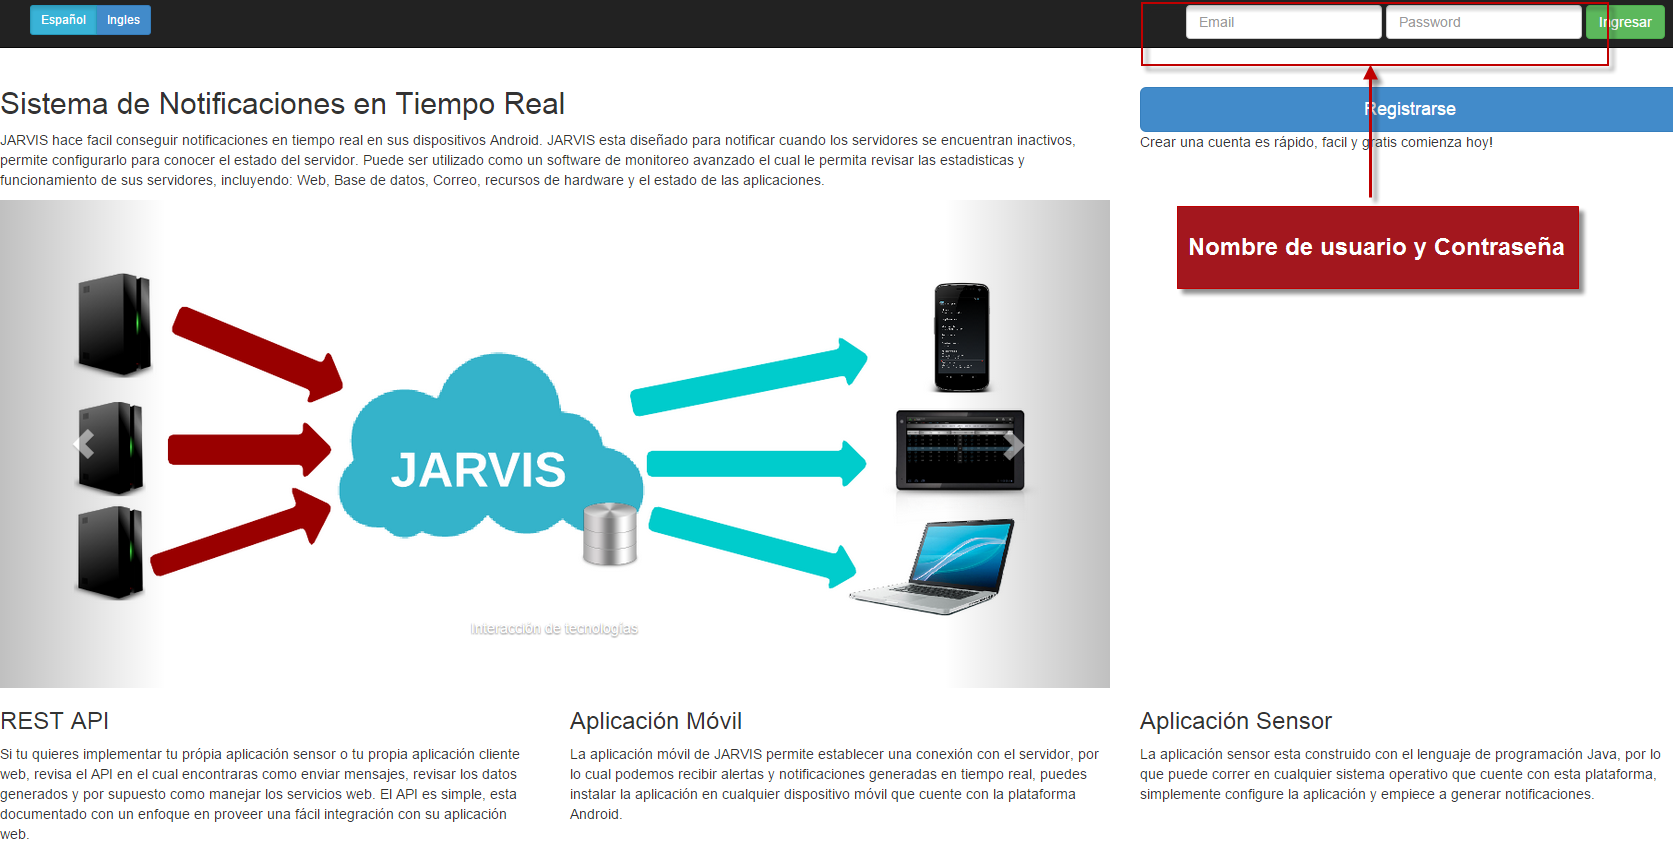 Español Ingles
Email Password Ingresar
Sistema de Notificaciones en Tiempo Real
JARVIS hace facil conseguir notificaciones en tiempo real en sus dispositivos Android. JARVIS esta diseñado para notificar cuando los servidores se encuentran inactivos,
permite configurarlo para conocer el estado del servidor. Puede ser utilizado como un software de monitoreo avanzado el cual le permita revisar las estadisticas y
funcionamiento de sus servidores, incluyendo: Web, Base de datos, Correo, recursos de hardware y el estado de las aplicaciones.
Registrarse
Crear una cuenta es rápido, facil y gratis comienza hoy!
Nombre de usuario y Contraseña
JARVIS
Interacción de tecnologías
REST API
Si tu quieres implementar tu própia aplicación sensor o tu propia aplicación cliente
web, revisa el API en el cual encontraras como enviar mensajes, revisar los datos
generados y por supuesto como manejar los servicios web. El API es simple, esta
documentado con un enfoque en proveer una fácil integración con su aplicación
web.
Aplicación Móvil
La aplicación móvil de JARVIS permite establecer una conexión con el servidor, por
lo cual podemos recibir alertas y notificaciones generadas en tiempo real, puedes
instalar la aplicación en cualquier dispositivo móvil que cuente con la plataforma
Android.
Aplicación Sensor
La aplicación sensor esta construido con el lenguaje de programación Java, por lo
que puede correr en cualquier sistema operativo que cuente con esta plataforma,
simplemente configure la aplicación y empiece a generar notificaciones.